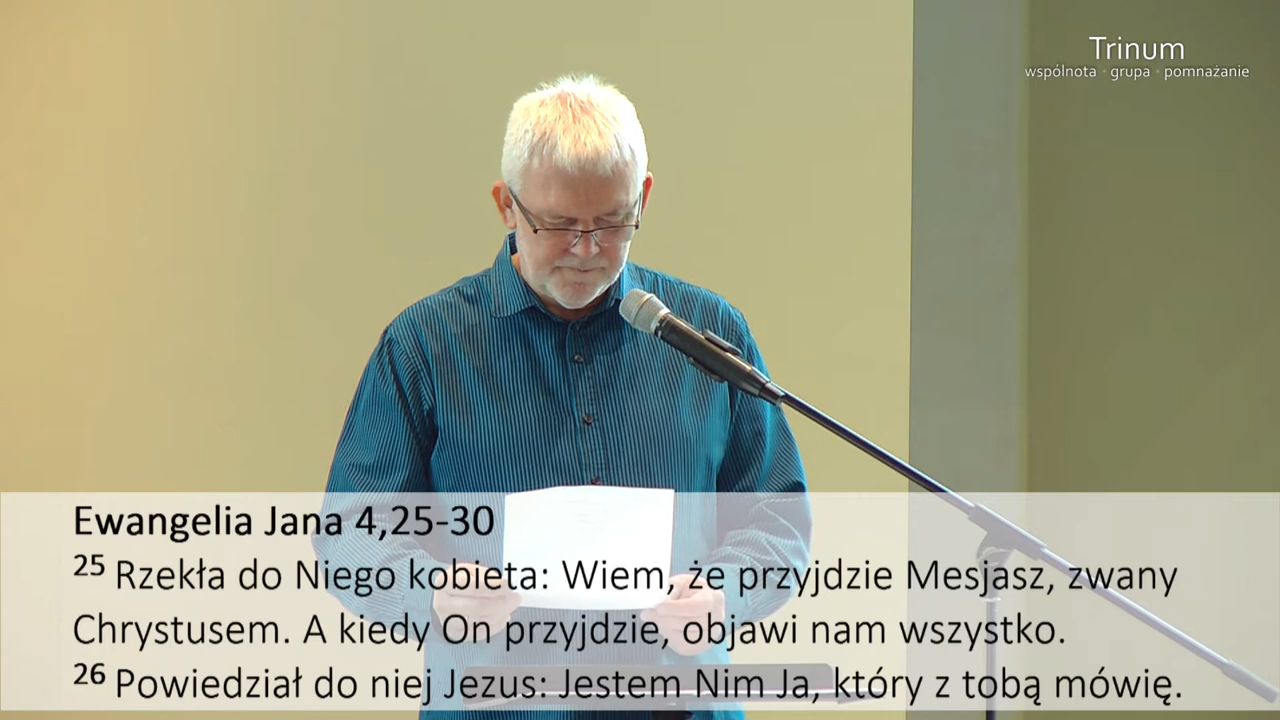 Trinum
wspólnota • grupa • pomnażanie
Ewangelia Jana 4,25-30
25 Rzekła do Niego kobieta: Wiem, że przyjdzie Mesjasz, zwany
Chrystusem. A kiedy On przyjdzie, objawi nam wszystko.
26 Powiedział do niej Jezus: Jestem Nim Ja, który z tobą mówię.